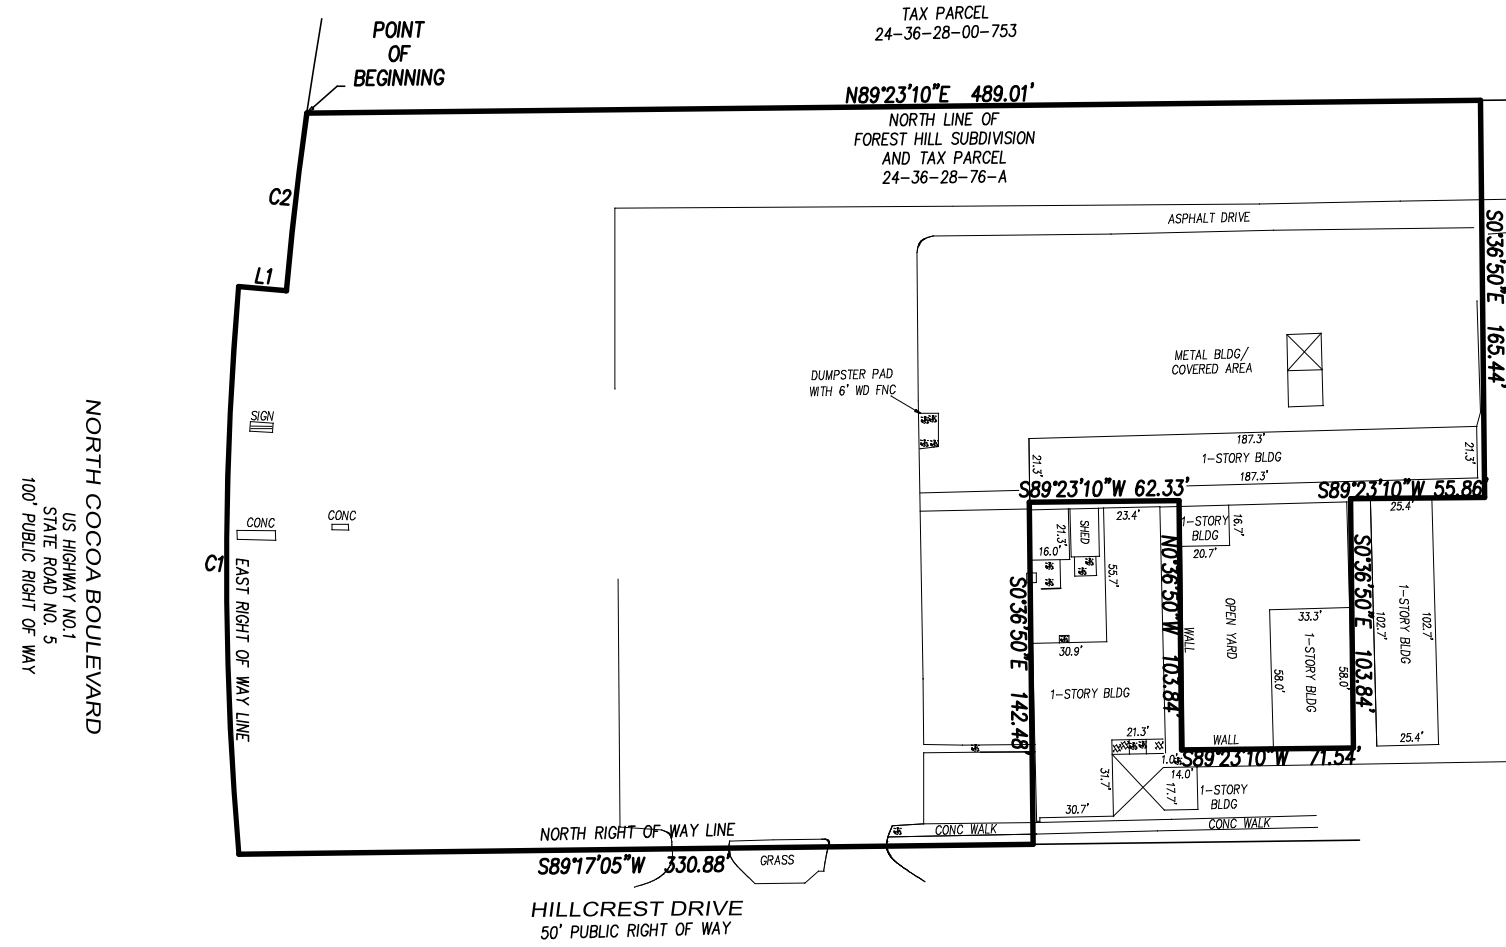 TAX PARCEL
24-36-28-00-753
POINT
OF
BEGINNING
N89°23'10"E 489.01'
NORTH LINE OF
FOREST HILL SUBDIVISION
AND TAX PARCEL
24-36-28-76-A
C2
L1
ASPHALT DRIVE
S0°36'50"E 165.44'
METAL BLDG/
COVERED AREA
DUMPSTER PAD
WITH 6' WD FNC
SIGN
CONC
CONC
C1
EAST RIGHT OF WAY LINE
NORTH COCOA BOULEVARD
US HIGHWAY NO.1
STATE ROAD NO. 5
100' PUBLIC RIGHT OF WAY
187.3'
1-STORY BLDG
187.3'
21.3'
21.3'
S89°23'10"W 62.33'
S89°23'10"W 55.86'
23.4'
21.3'
SHED
16.0'
55.7'
30.9'
1-STORY BLDG
S0°36'50"E 142.48'
1-STORY
BLDG
16.7'
20.7'
N0°36'50"W 103.84'
WALL
OPEN YARD
33.3'
1-STORY BLDG
58.0'
58.0'
S0°36'50"E 103.84'
25.4'
102.7'
1-STORY BLDG
102.7'
25.4'
WALL
S89°23'10"W 71.54'
21.3'
1.0'
14.0'
31.7'
17.7'
1-STORY
BLDG
30.7'
CONC WALK
CONC WALK
NORTH RIGHT OF WAY LINE
S89°17'05"W 330.88'
GRASS
HILLCREST DRIVE
50' PUBLIC RIGHT OF WAY